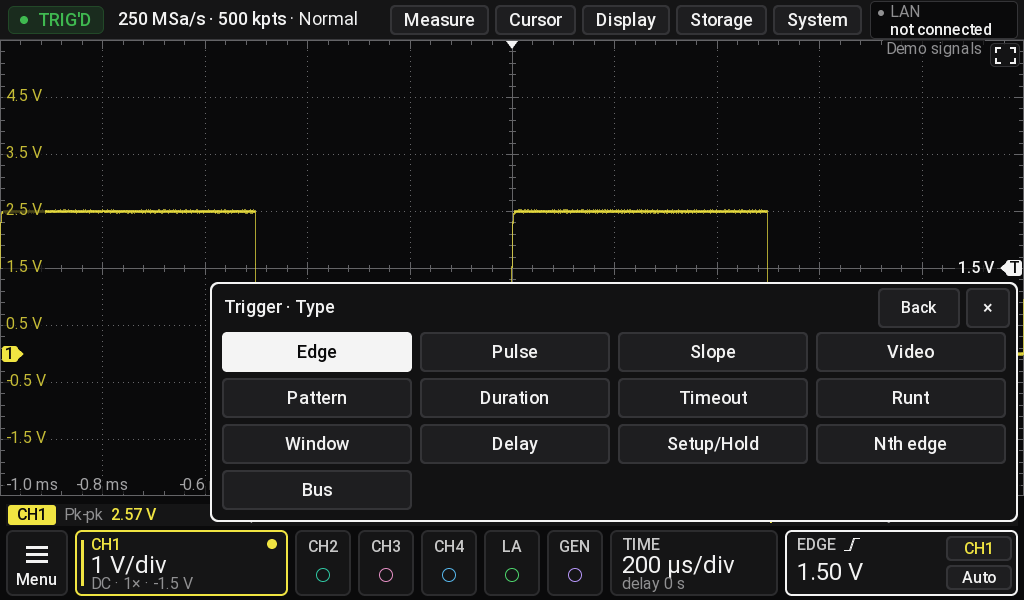 TRIG'D 250 MSa/s · 500 kpts · Normal Measure Cursor Display Storage System LAN
not connected
Demo signals
4.5 V
3.5 V
2.5 V
1.5 V 1.5 V T
Trigger · Type Back ×
0.5 V
Edge Pulse Slope Video
1
-0.5 V
Pattern Duration Timeout Runt
-1.5 V
Window Delay Setup/Hold Nth edge
-1.0 ms -0.8 ms -0.6
Bus
CH1 Pk-pk 2.57 V
Menu
CH1
1 V/div
DC · 1× · -1.5 V
CH2 CH3 CH4 LA GEN
TIME
200 µs/div
delay 0 s
EDGE CH1
1.50 V Auto